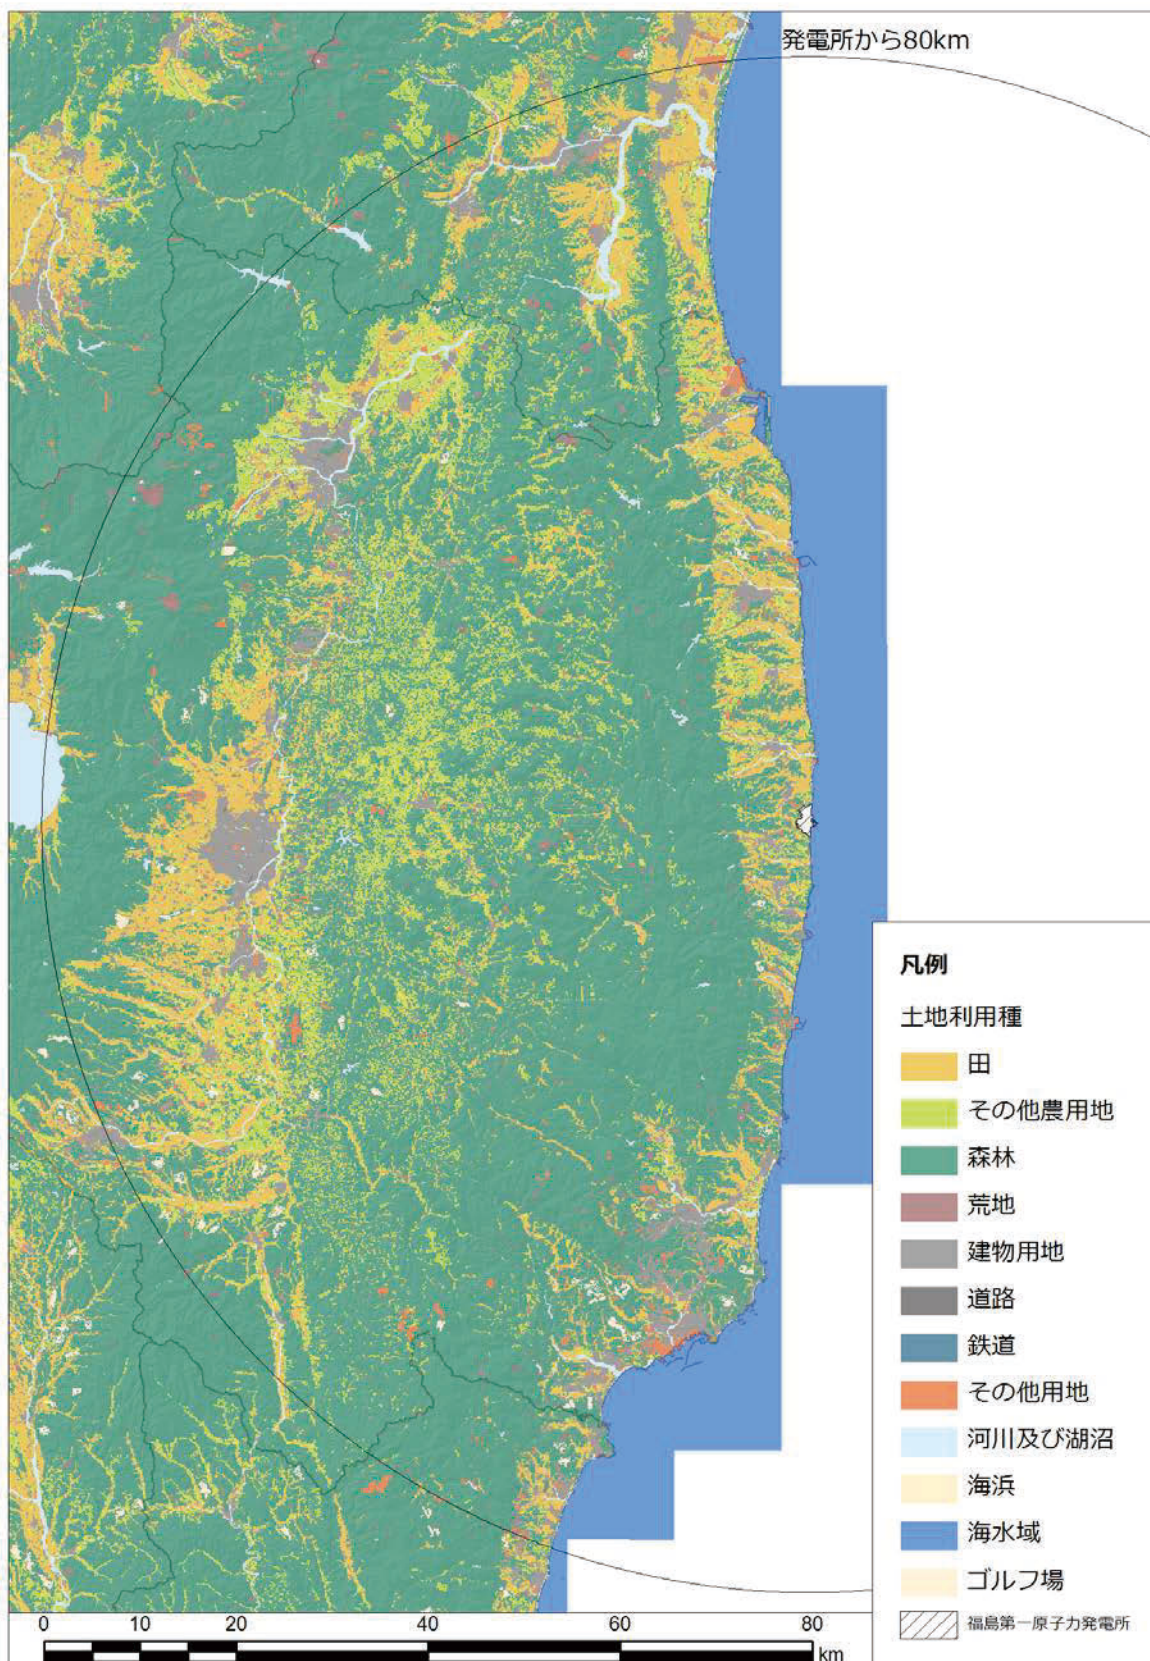 発電所から80km
凡例
土地利用種
田
その他農用地
森林
荒地
建物用地
道路
鉄道
その他用地
河川及び湖沼
海浜
海水域
ゴルフ場
福島第一原子力発電所
0 10 20 40 60 80
km